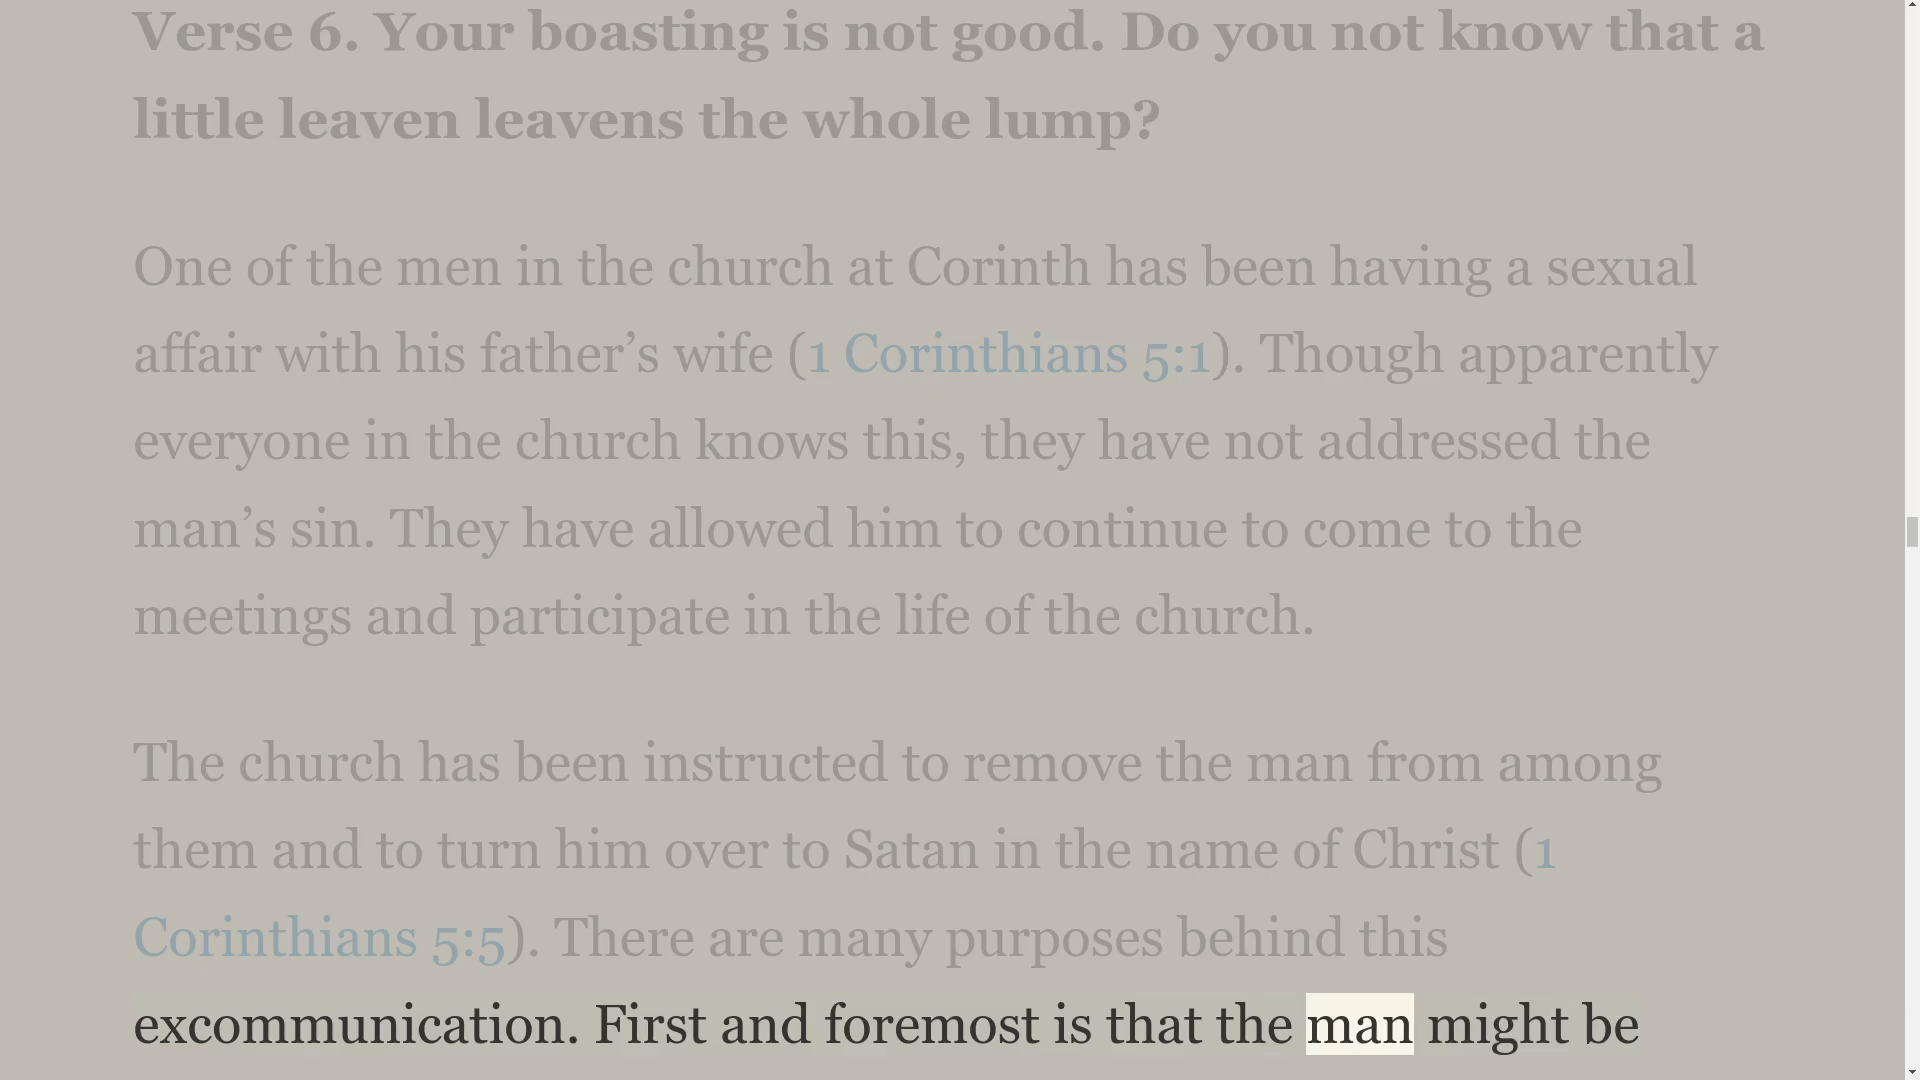 Verse 6. Your boasting is not good. Do you not know that a
little leaven leavens the whole lump?
One of the men in the church at Corinth has been having a sexual
affair with his father’s wife (1 Corinthians 5:1). Though apparently
everyone in the church knows this, they have not addressed the
man’s sin. They have allowed him to continue to come to the
meetings and participate in the life of the church.
The church has been instructed to remove the man from among
them and to turn him over to Satan in the name of Christ (1
Corinthians 5:5). There are many purposes behind this
excommunication. First and foremost is that the man might be